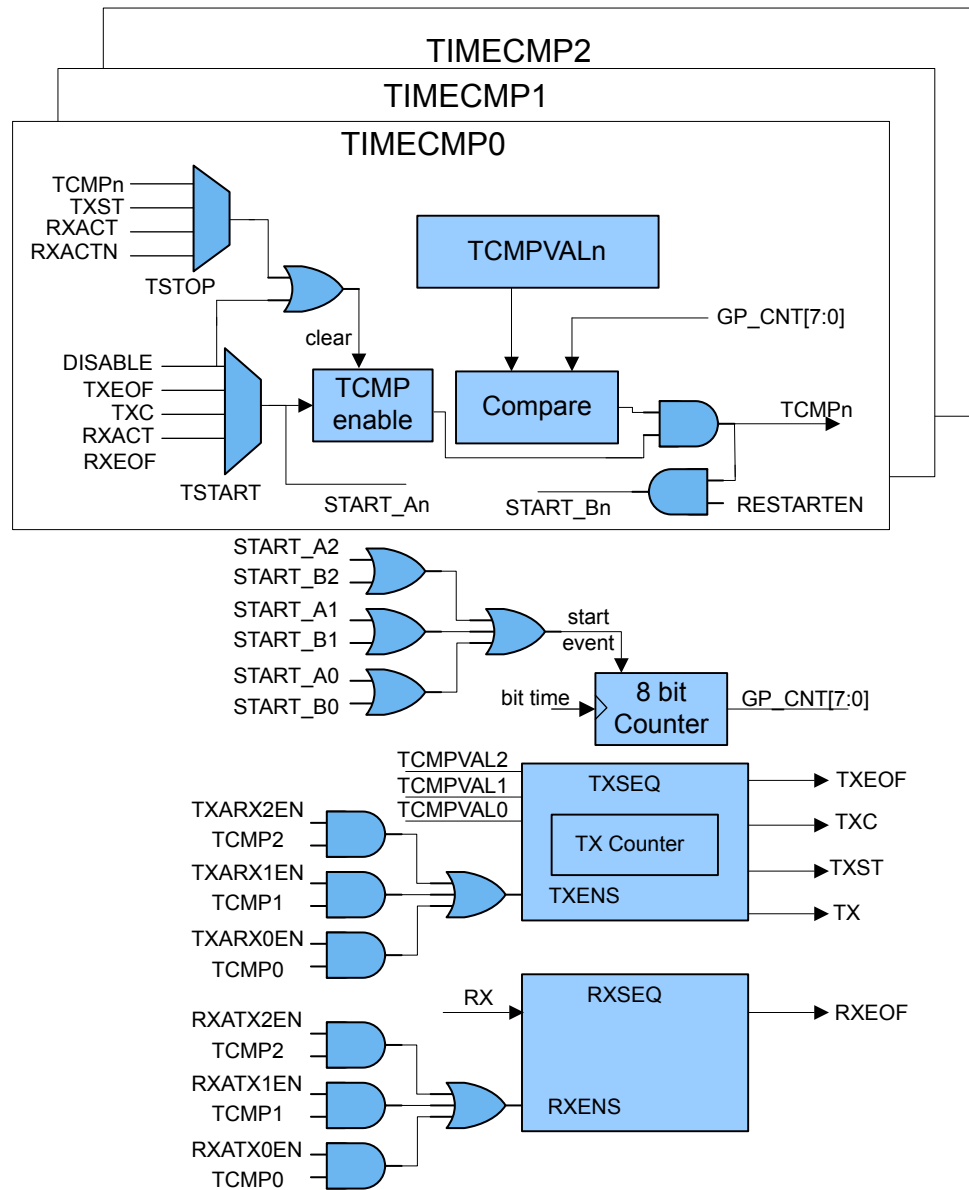 TIMECMP2
TIMECMP1
TIMECMP0
TCMPn
TXST
RXACT
RXACTN
TSTOP
TCMPVALn
GP_CNT[7:0]
clear
DISABLE
TXEOF
TXC
RXACT
RXEOF
TSTART
TCMP
enable
Compare
TCMPn
START_An
START_Bn
RESTARTEN
START_A2
START_B2
START_A1
START_B1
START_A0
START_B0
start
event
bit time
8 bit
Counter
GP_CNT[7:0]
TCMPVAL2
TCMPVAL1
TCMPVAL0
TXSEQ
TX Counter
TXENS
TXEOF
TXC
TXST
TX
TXARX2EN
TCMP2
TXARX1EN
TCMP1
TXARX0EN
TCMP0
RX
RXSEQ
RXENS
RXEOF
RXATX2EN
TCMP2
RXATX1EN
TCMP1
RXATX0EN
TCMP0